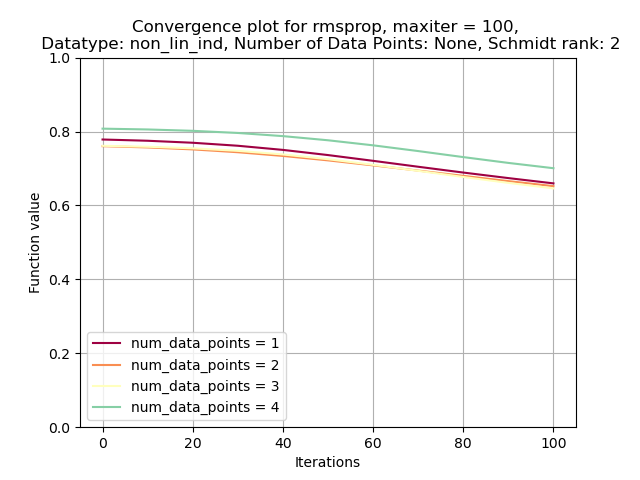 Convergence plot for rmsprop, maxiter = 100,
Datatype: non_lin_ind, Number of Data Points: None, Schmidt rank: 2
1.0
0.8
0.6
0.4
0.2
0.0
Function value
num_data_points = 1
num_data_points = 2
num_data_points = 3
num_data_points = 4
0 20 40 60 80 100
Iterations